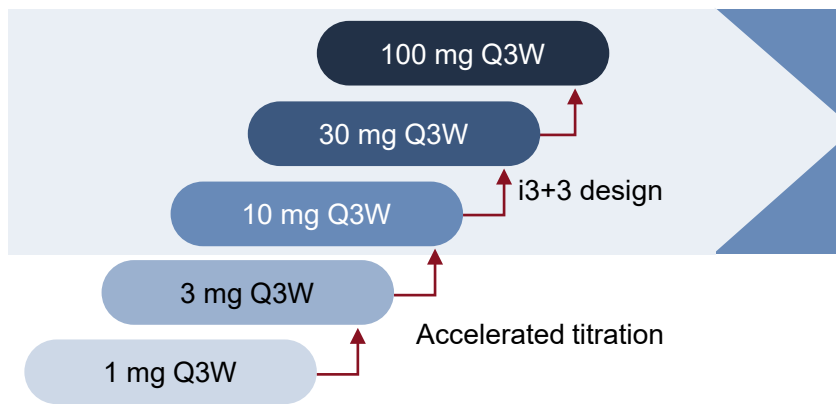 100 mg Q3W
30 mg Q3W
i3+3 design
10 mg Q3W
3 mg Q3W
Accelerated titration
1 mg Q3W